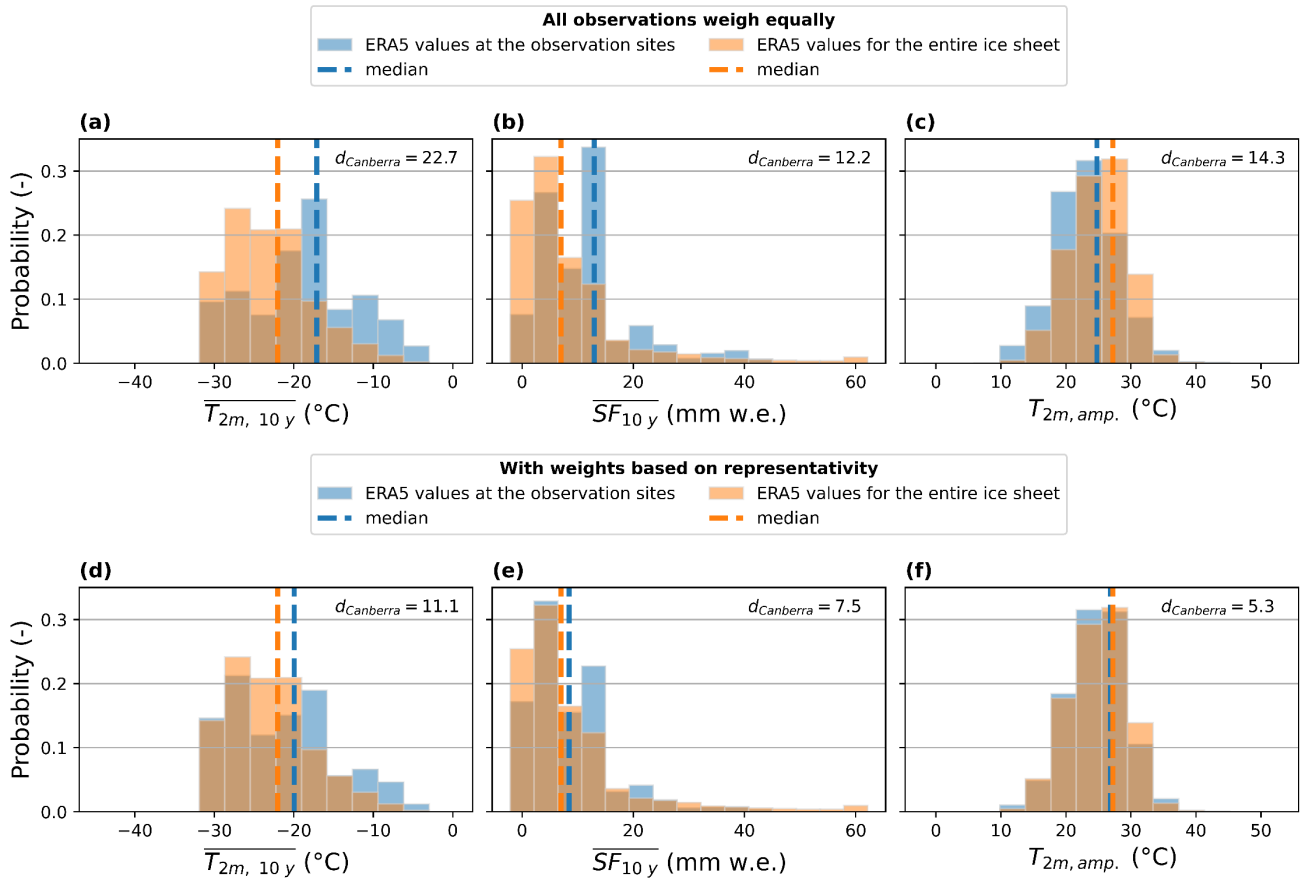 All observations weigh equally
ERA5 values at the observation sites
ERA5 values for the entire ice sheet
median
median
(a)
(b)
(c)
d_Canberra = 22.7
d_Canberra = 12.2
d_Canberra = 14.3
Probability (-)
0.3
0.2
0.1
0.0
−40 −30 −20 −10 0
0 20 40 60
0 10 20 30 40 50
T_2m, 10 y (°C)
SF_10 y (mm w.e.)
T_2m, amp. (°C)
With weights based on representativity
ERA5 values at the observation sites
ERA5 values for the entire ice sheet
median
median
(d)
(e)
(f)
d_Canberra = 11.1
d_Canberra = 7.5
d_Canberra = 5.3
Probability (-)
0.3
0.2
0.1
0.0
−40 −30 −20 −10 0
0 20 40 60
0 10 20 30 40 50
T_2m, 10 y (°C)
SF_10 y (mm w.e.)
T_2m, amp. (°C)